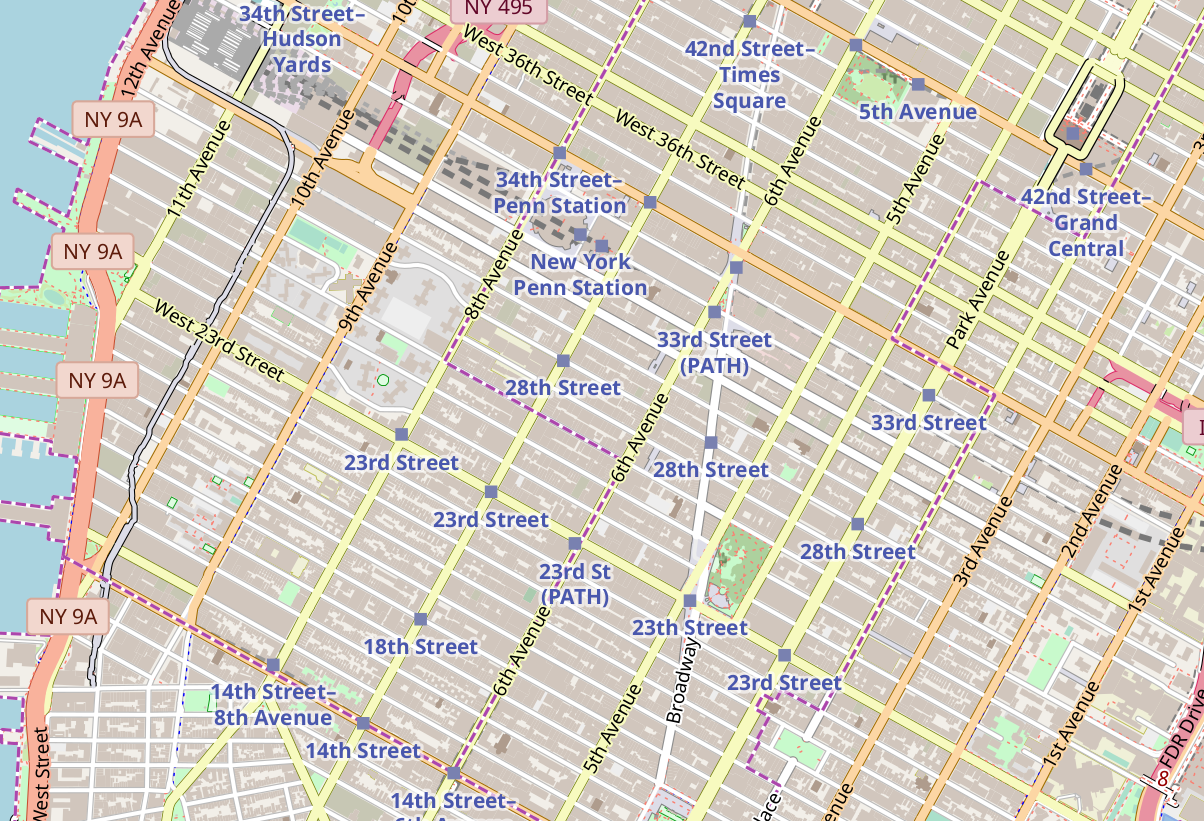 34th Street–
Hudson
Yards
NY 495
12th Avenue
West 36th Street
42nd Street–
Times
Square
5th Avenue
NY 9A
West 36th Street
11th Avenue
10th Avenue
34th Street–
Penn Station
6th Avenue
5th Avenue
42nd Street–
Grand
Central
NY 9A
New York
Penn Station
8th Avenue
9th Avenue
Park Avenue
West 23rd Street
33rd Street
(PATH)
NY 9A
28th Street
33rd Street
6th Avenue
23rd Street
28th Street
23rd Street
3rd Avenue
2nd Avenue
1st Avenue
28th Street
23rd St
(PATH)
NY 9A
23th Street
18th Street
6th Avenue
Broadway
23rd Street
14th Street–
8th Avenue
14th Street
5th Avenue
1st Avenue
FDR Drive
8
West Street
14th Street–